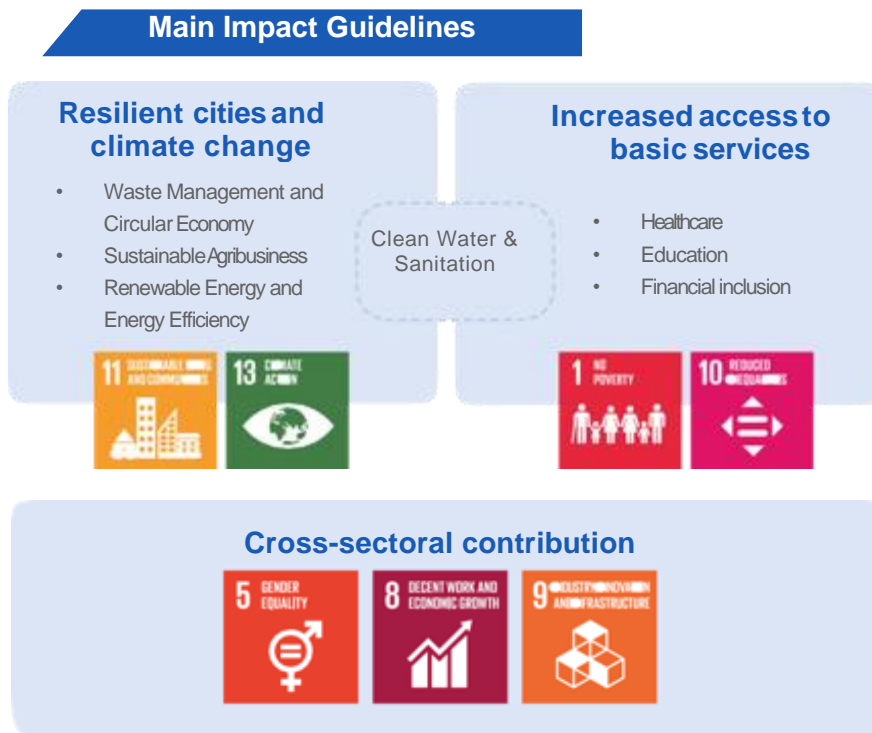 Main Impact Guidelines
Resilient cities and
climate change
• Waste Management and
Circular Economy
• Sustainable Agribusiness
• Renewable Energy and
Energy Efficiency
Clean Water &
Sanitation
Increased access to
basic services
• Healthcare
• Education
• Financial inclusion
11
AND
13
1 NO
POVERTY
10 REDUCED
Cross-sectoral contribution
5 GENDER
EQUALITY
8 DECENT WORK AND
ECONOMIC GROWTH
9